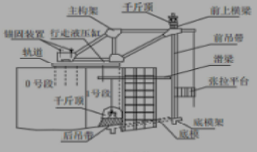 主构架
千斤顶
前上横梁
锚固装置
行走液压缸
轨道
前吊带
滑梁
0号段
1号段
张拉平台
千斤顶
底模架
后吊带
底模